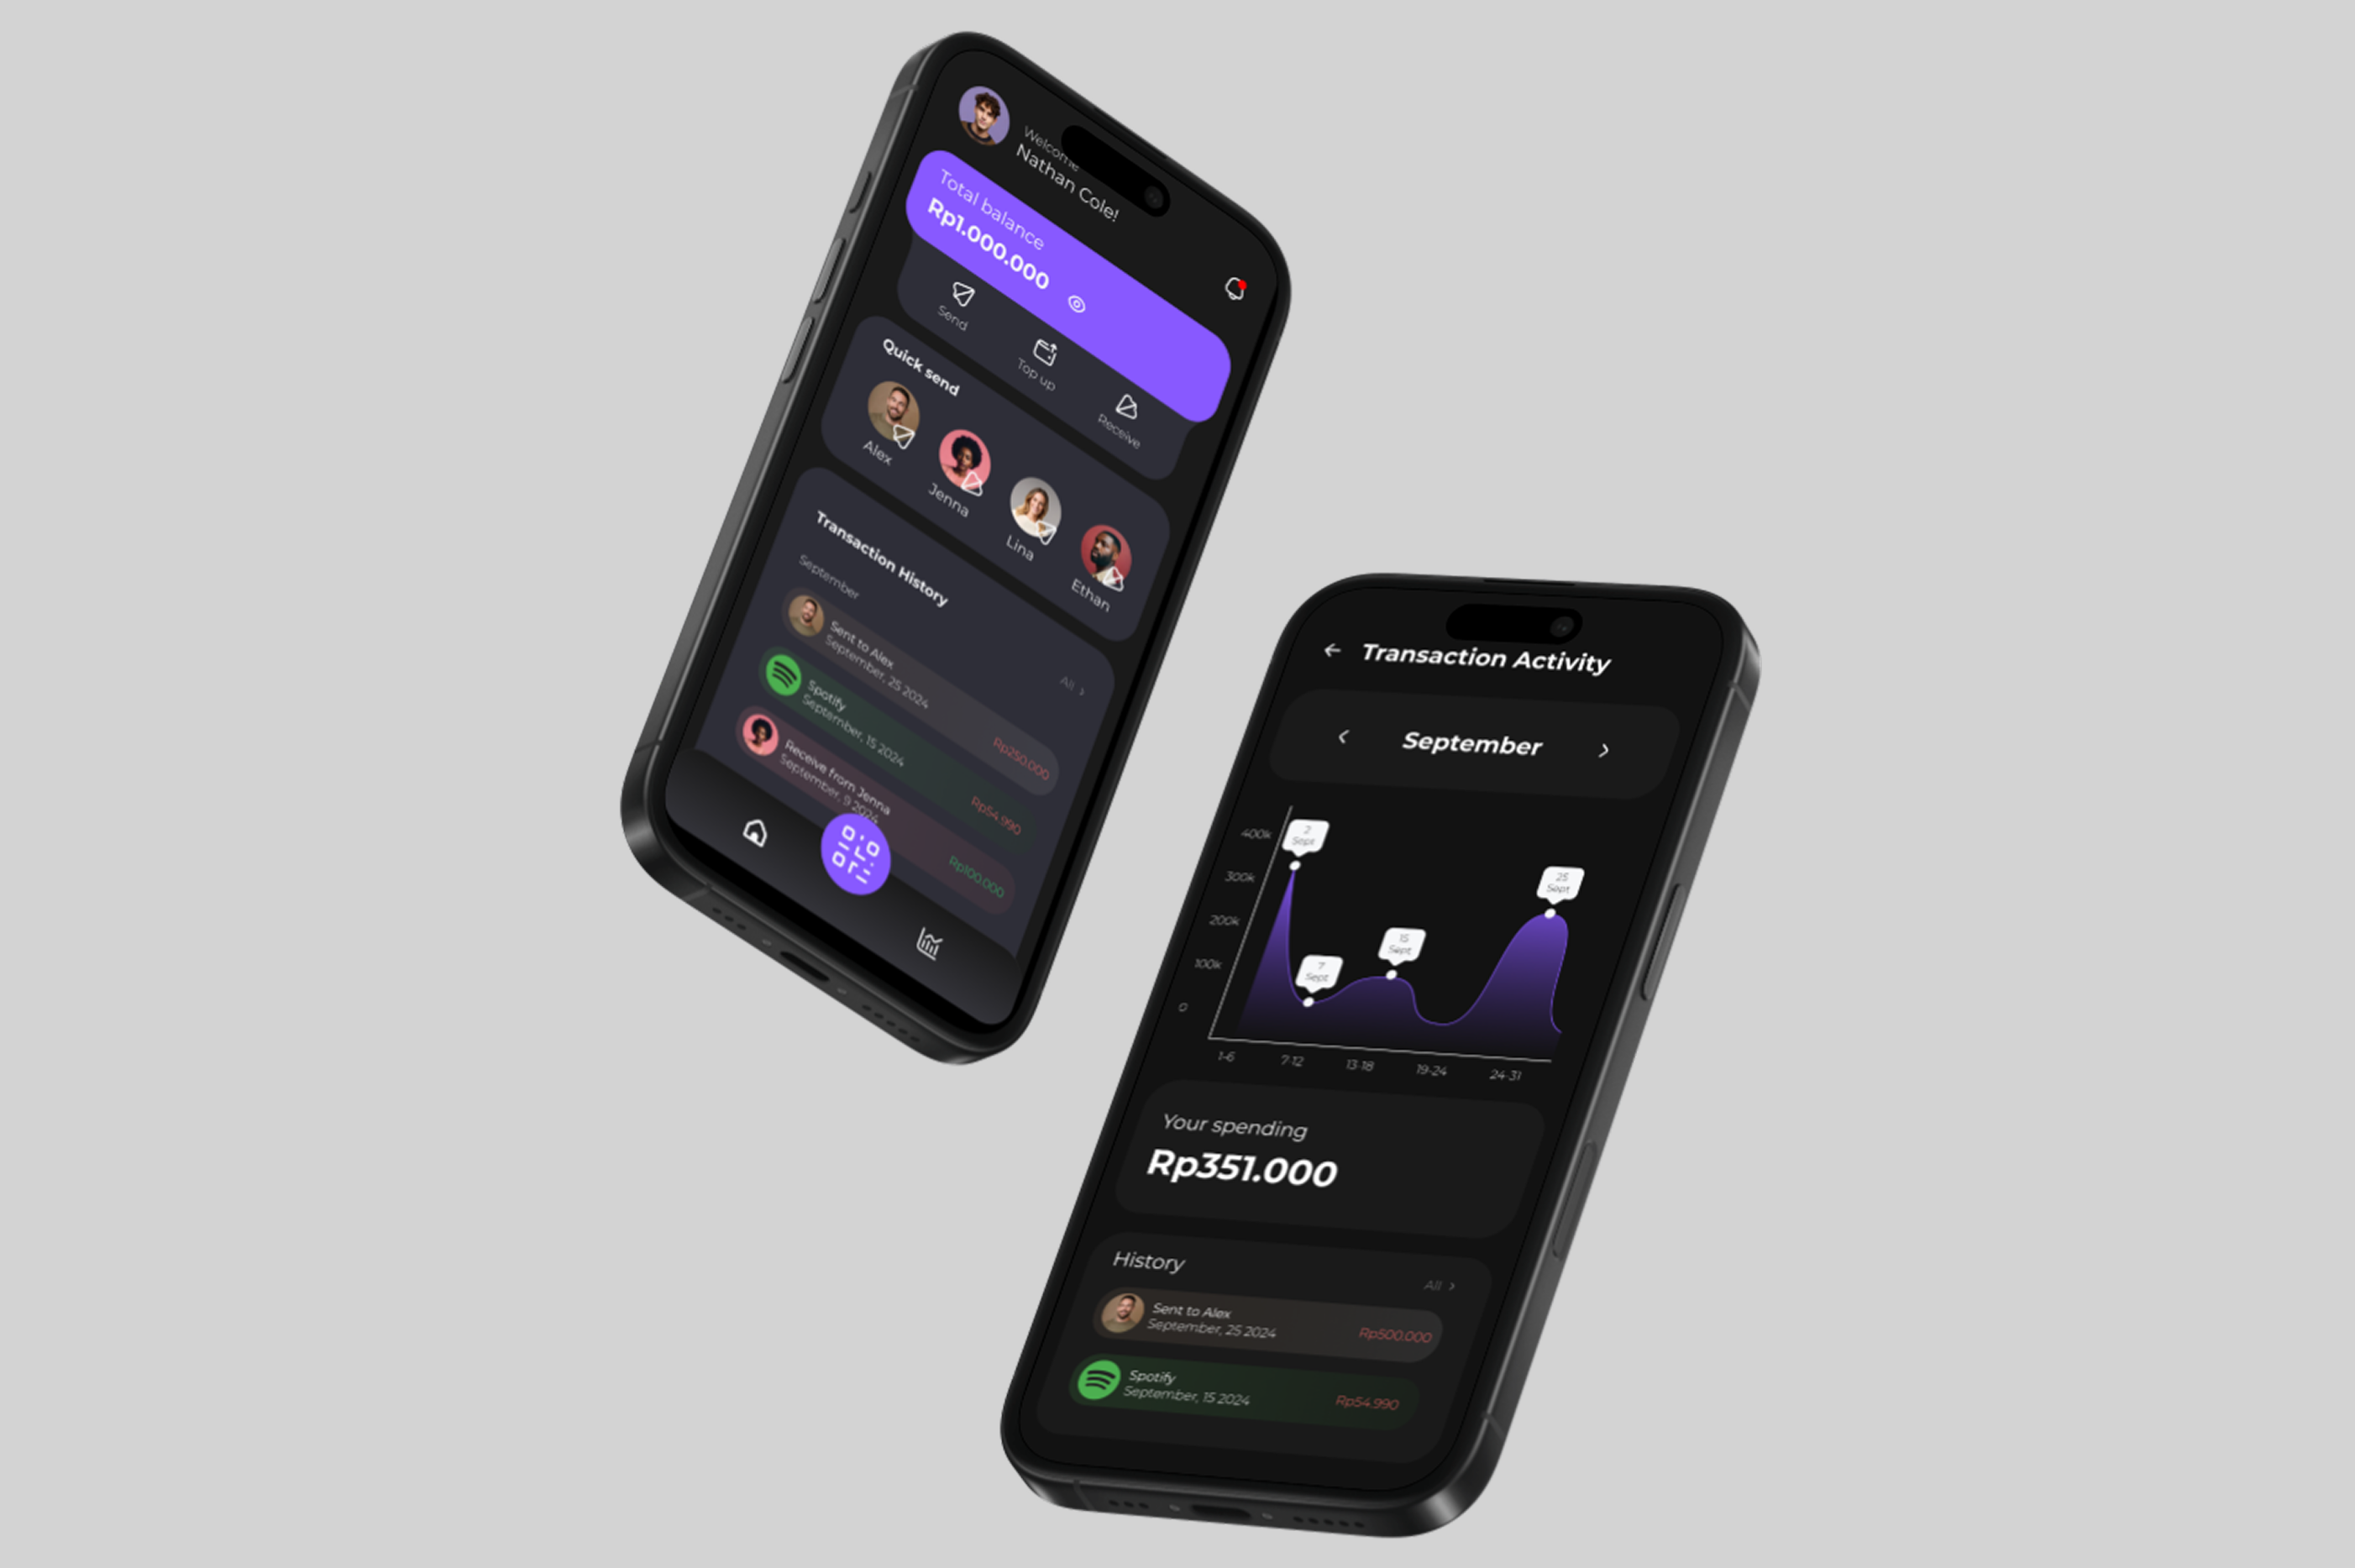 Welcome
Nathan Cole!
Total balance
Rp1.000.000
Send
Top up
Receive
Quick send
Alex
Jenna
Lina
Ethan
Transaction History
September
All
Sent to Alex
September, 25 2024
Rp250.000
Spotify
September, 15 2024
Rp54.990
Receive from Jenna
September, 9 2024
Rp100.000
Transaction Activity
September
400k
300k
200k
100k
0
2
Sept
7
Sept
15
Sept
25
Sept
1-6
7-12
13-18
19-24
24-31
Your spending
Rp351.000
History
All
Sent to Alex
September, 25 2024
Rp500.000
Spotify
September, 15 2024
Rp54.990